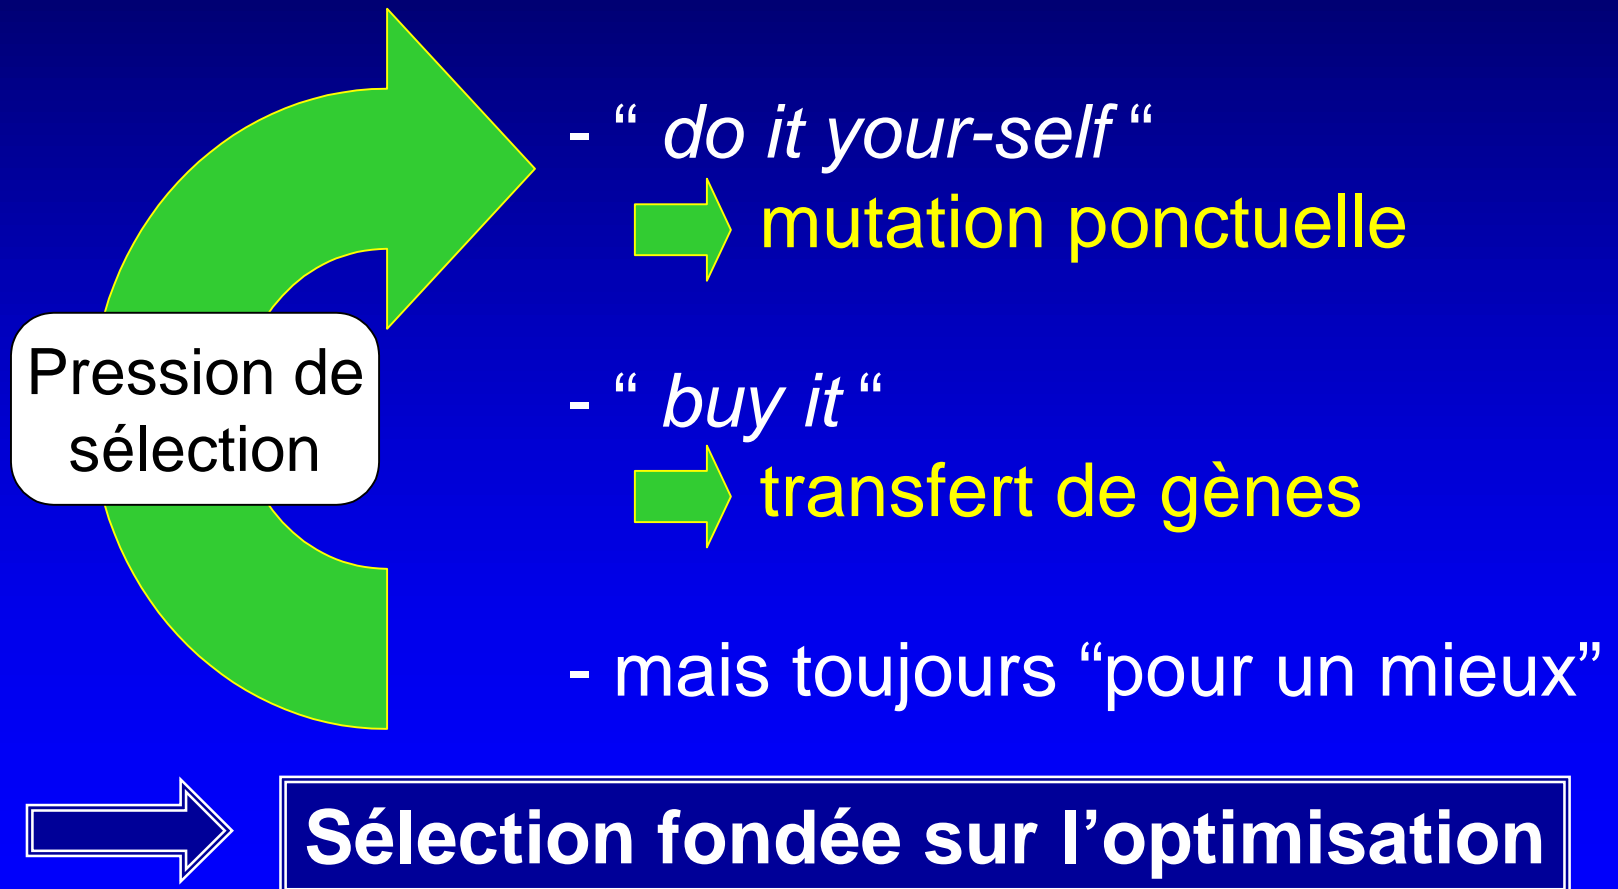 - “ do it your-self “
mutation ponctuelle
Pression de
sélection
- “ buy it “
transfert de gènes
- mais toujours “pour un mieux”
Sélection fondée sur l’optimisation